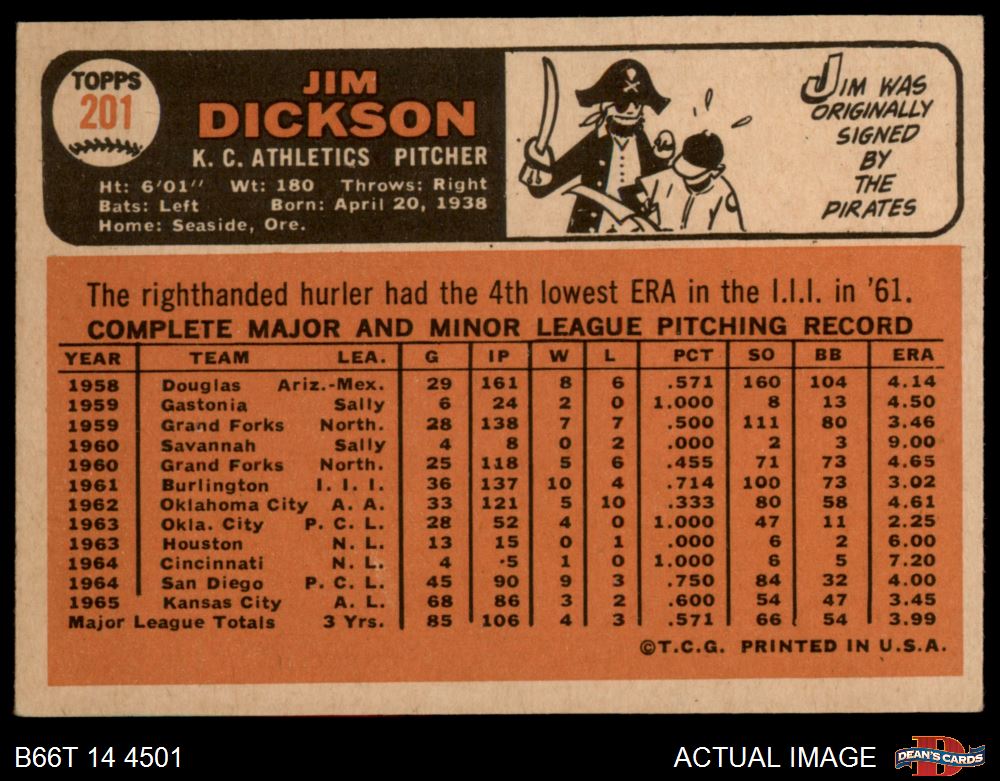 TOPPS
201
JIM
DICKSON
K. C. ATHLETICS PITCHER
Ht: 6'01" Wt: 180 Throws: Right
Bats: Left Born: April 20, 1938
Home: Seaside, Ore.
JIM WAS
ORIGINALLY
SIGNED
BY
THE
PIRATES
The righthanded hurler had the 4th lowest ERA in the I.I.I. in '61.
COMPLETE MAJOR AND MINOR LEAGUE PITCHING RECORD
YEAR TEAM LEA. G IP W L PCT SO BB ERA
1958 Douglas Ariz.-Mex. 29 161 8 6 .571 160 104 4.14
1959 Gastonia Sally 6 24 2 0 1.000 8 13 4.50
1959 Grand Forks North. 28 138 7 7 .500 111 80 3.46
1960 Savannah Sally 4 8 0 2 .000 2 3 9.00
1960 Grand Forks North. 25 118 5 6 .455 71 73 4.65
1961 Burlington I. I. I. 36 137 10 4 .714 100 73 3.02
1962 Oklahoma City A. A. 33 121 5 10 .333 80 58 4.61
1963 Okla. City P. C. L. 28 52 4 0 1.000 47 11 2.25
1963 Houston N. L. 13 15 0 1 .000 6 2 6.00
1964 Cincinnati N. L. 4 5 1 0 1.000 6 5 7.20
1964 San Diego P. C. L. 45 90 9 3 .750 84 32 4.00
1965 Kansas City A. L. 68 86 3 2 .600 54 47 3.45
Major League Totals 3 Yrs. 85 106 4 3 .571 66 54 3.99
©T.C.G. PRINTED IN U.S.A.
B66T 14 4501
ACTUAL IMAGE
DEAN'S CARDS